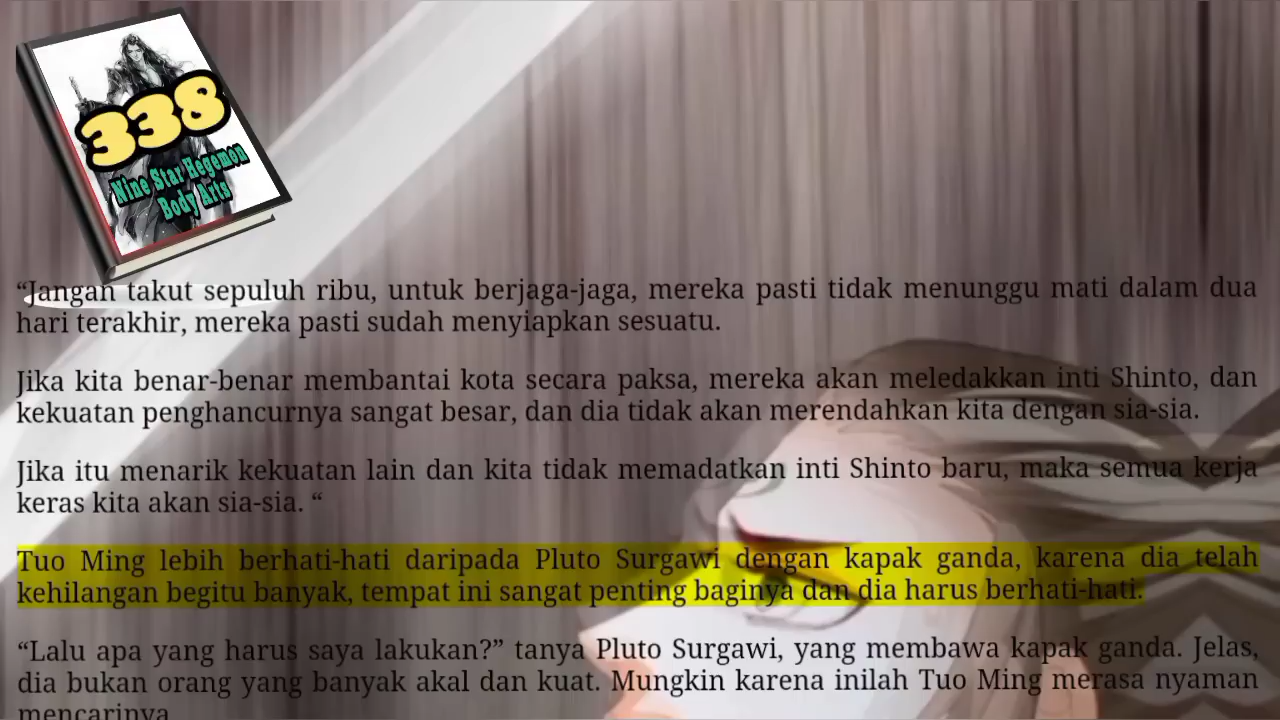 338
Nine Star Hegemon
Body Arts
“Jangan takut sepuluh ribu, untuk berjaga-jaga, mereka pasti tidak menunggu mati dalam dua
hari terakhir, mereka pasti sudah menyiapkan sesuatu.
Jika kita benar-benar membantai kota secara paksa, mereka akan meledakkan inti Shinto, dan
kekuatan penghancurnya sangat besar, dan dia tidak akan merendahkan kita dengan sia-sia.
Jika itu menarik kekuatan lain dan kita tidak memadatkan inti Shinto baru, maka semua kerja
keras kita akan sia-sia. “
Tuo Ming lebih berhati-hati daripada Pluto Surgawi dengan kapak ganda, karena dia telah
kehilangan begitu banyak, tempat ini sangat penting baginya dan dia harus berhati-hati.
“Lalu apa yang harus saya lakukan?” tanya Pluto Surgawi, yang membawa kapak ganda. Jelas,
dia bukan orang yang banyak akal dan kuat. Mungkin karena inilah Tuo Ming merasa nyaman
mencarinya